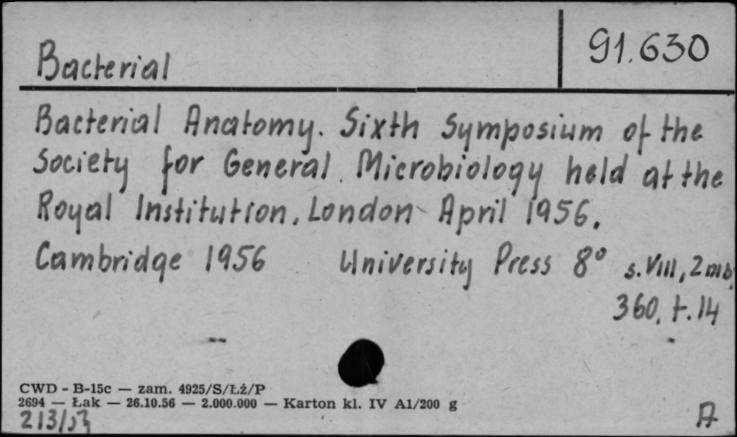 Bacterial
91.630
Bacterial Anatomy. Sixth Symposium of the
Society for General Microbiology held at the
Royal Institution, London April 1956.
Cambridge 1956 University Press 8°
s. VIII, 2 nlb,
360, t. 14
CWD - B-15c — zam. 4925/S/Łż/P
2694 — Łak — 26.10.56 — 2.000.000 — Karton kl. IV A1/200 g
213/57
A